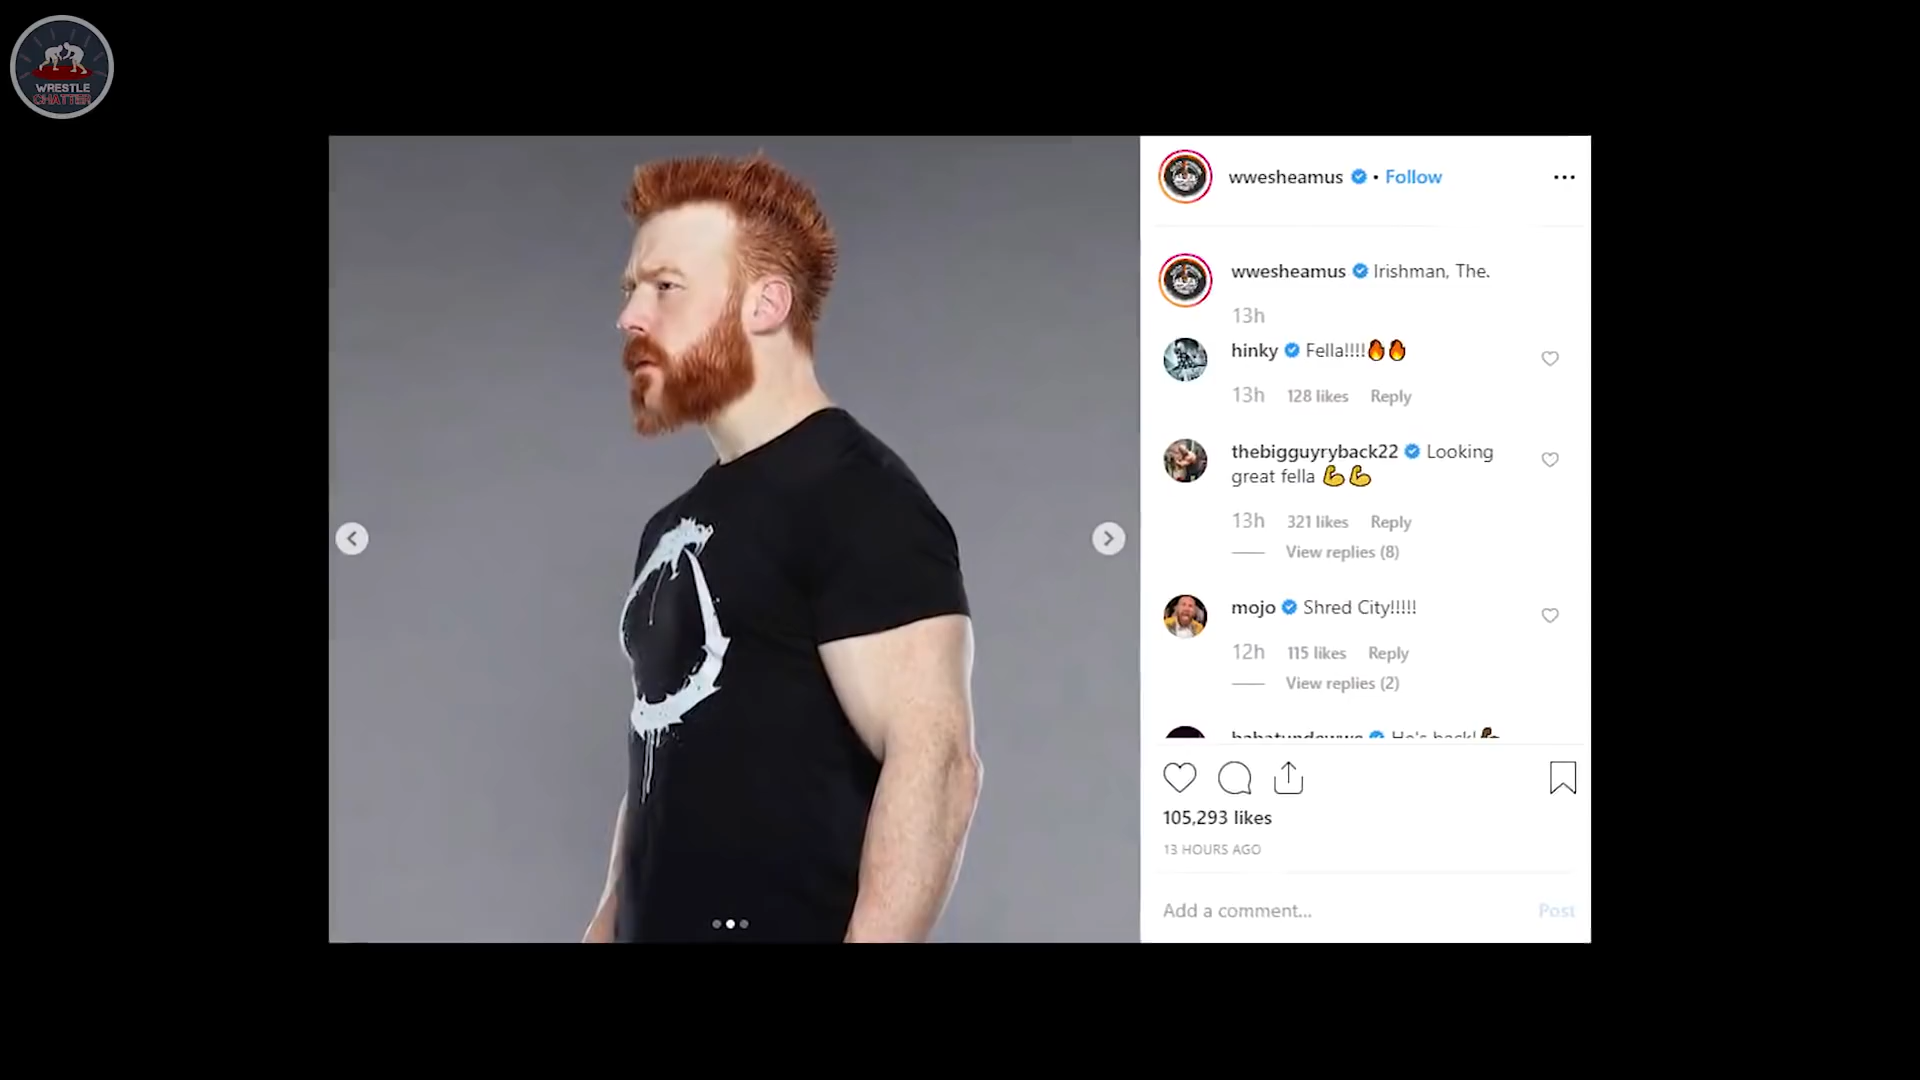 WRESTLE
CHATTER
wwesheamus • Follow
wwesheamus Irishman, The.
13h
hinky Fella!!!!🔥🔥
13h 128 likes Reply
thebigguyryback22 Looking
great fella 💪💪
13h 321 likes Reply
View replies (8)
mojo Shred City!!!!!
12h 115 likes Reply
View replies (2)
He's back!
105,293 likes
13 HOURS AGO
Add a comment... Post